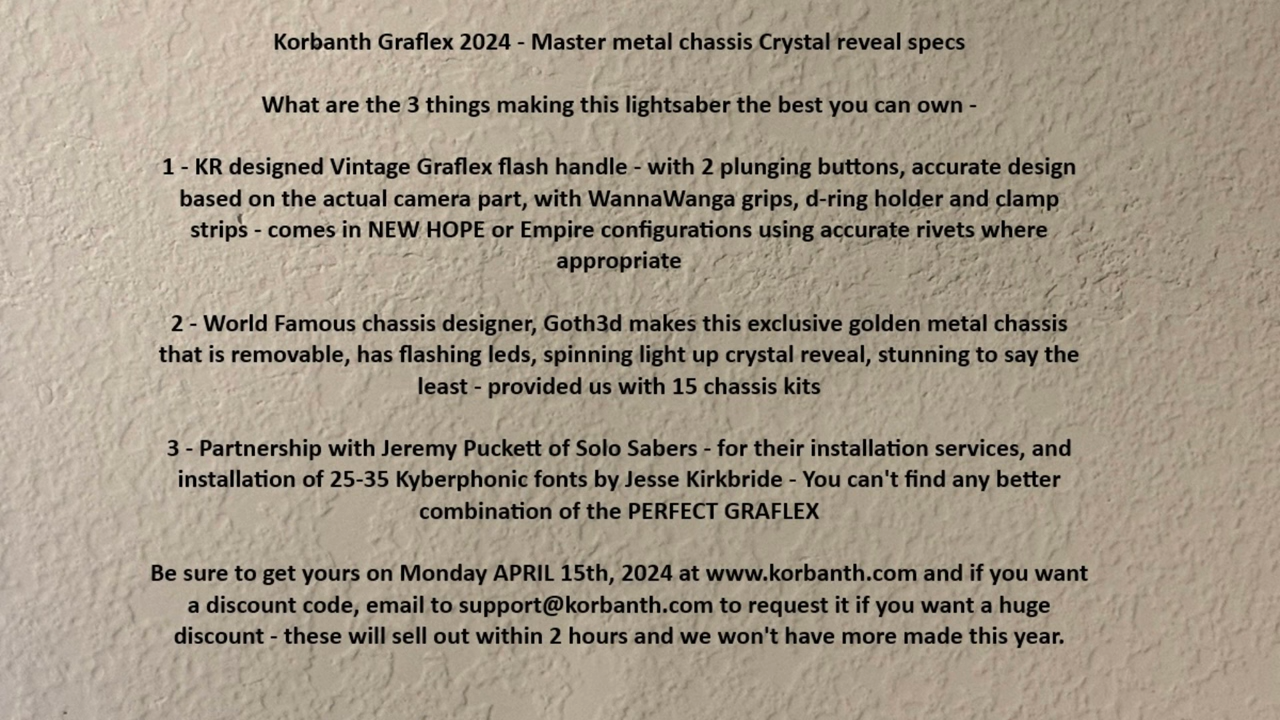 Korbanth Graflex 2024 - Master metal chassis Crystal reveal specs
What are the 3 things making this lightsaber the best you can own -
1 - KR designed Vintage Graflex flash handle - with 2 plunging buttons, accurate design
based on the actual camera part, with WannaWanga grips, d-ring holder and clamp
strips - comes in NEW HOPE or Empire configurations using accurate rivets where
appropriate
2 - World Famous chassis designer, Goth3d makes this exclusive golden metal chassis
that is removable, has flashing leds, spinning light up crystal reveal, stunning to say the
least - provided us with 15 chassis kits
3 - Partnership with Jeremy Puckett of Solo Sabers - for their installation services, and
installation of 25-35 Kyberphonic fonts by Jesse Kirkbride - You can't find any better
combination of the PERFECT GRAFLEX
Be sure to get yours on Monday APRIL 15th, 2024 at www.korbanth.com and if you want
a discount code, email to support@korbanth.com to request it if you want a huge
discount - these will sell out within 2 hours and we won't have more made this year.